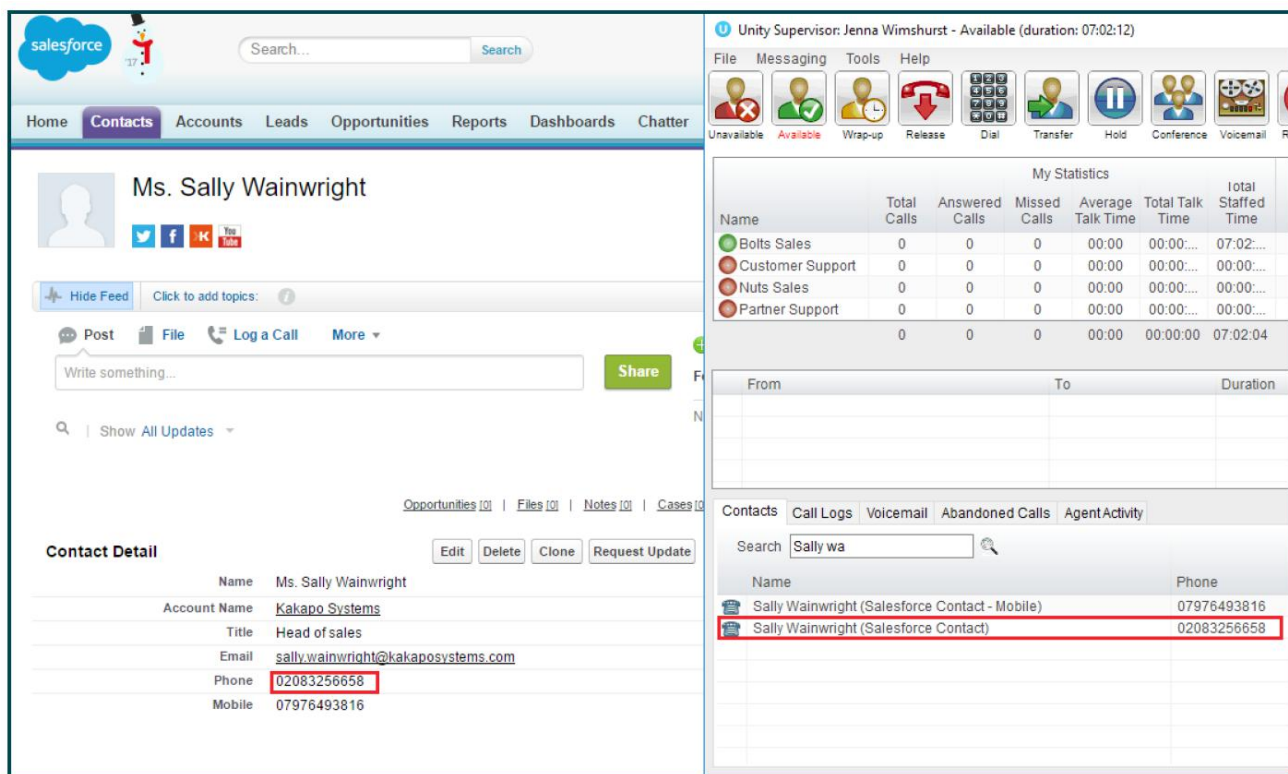 salesforce
'17
Search...
Search
Home Contacts Accounts Leads Opportunities Reports Dashboards Chatter
Ms. Sally Wainwright
You
Tube
Hide Feed Click to add topics:
Post File Log a Call More
Write something...
Share
Show All Updates
Opportunities [0] | Files [0] | Notes [0] | Cases [0
Contact Detail
Edit Delete Clone Request Update
Name Ms. Sally Wainwright
Account Name Kakapo Systems
Title Head of sales
Email sally.wainwright@kakaposystems.com
Phone 02083256658
Mobile 07976493816
Unity Supervisor: Jenna Wimshurst - Available (duration: 07:02:12)
File Messaging Tools Help
Unavailable Available Wrap-up Release Dial Transfer Hold Conference Voicemail
My Statistics
Name Total Calls Answered Calls Missed Calls Average Talk Time Total Talk Time Total Staffed Time
Bolts Sales 0 0 0 00:00 00:00:... 07:02:...
Customer Support 0 0 0 00:00 00:00:... 00:00:...
Nuts Sales 0 0 0 00:00 00:00:... 00:00:...
Partner Support 0 0 0 00:00 00:00:... 00:00:...
0 0 0 00:00 00:00:00 07:02:04
From To Duration
Contacts Call Logs Voicemail Abandoned Calls Agent Activity
Search Sally wa
Name Phone
Sally Wainwright (Salesforce Contact - Mobile) 07976493816
Sally Wainwright (Salesforce Contact) 02083256658